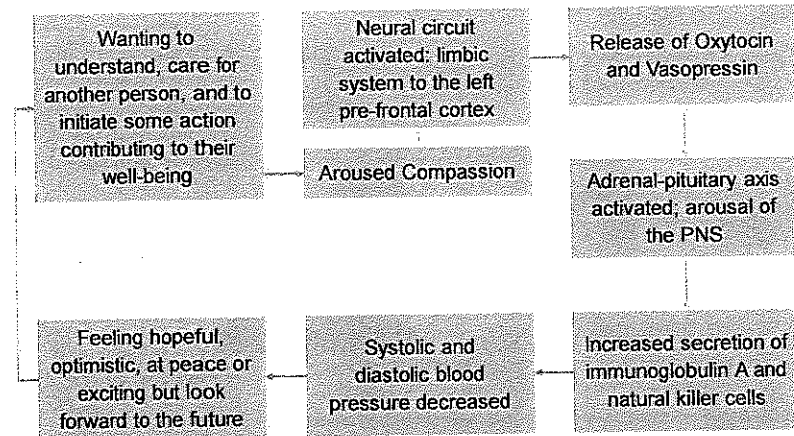 Wanting to
understand, care for
another person, and to
initiate some action
contributing to their
well-being
Neural circuit
activated: limbic
system to the left
pre-frontal cortex
Release of Oxytocin
and Vasopressin
Aroused Compassion
Adrenal-pituitary axis
activated; arousal of
the PNS
Feeling hopeful,
optimistic, at peace or
exciting but look
forward to the future
Systolic and
diastolic blood
pressure decreased
Increased secretion of
immunoglobulin A and
natural killer cells